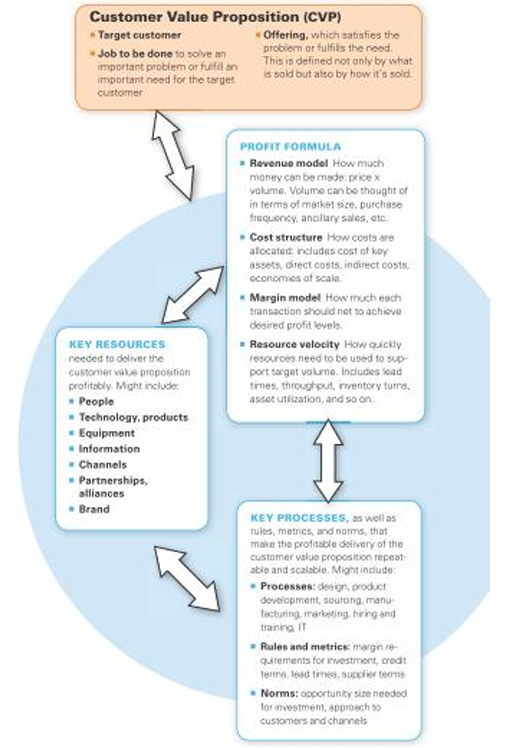 Customer Value Proposition (CVP)
Target customer
Job to be done to solve an
important problem or fulfill an
important need for the target
customer
Offering, which satisfies the
problem or fulfills the need.
This is defined not only by what
is sold but also by how it's sold.
PROFIT FORMULA
Revenue model How much
money can be made: price x
volume. Volume can be thought of
in terms of market size, purchase
frequency, ancillary sales, etc.
Cost structure How costs are
allocated: includes cost of key
assets, direct costs, indirect costs,
economies of scale.
Margin model How much each
transaction should net to achieve
desired profit levels.
Resource velocity How quickly
resources need to be used to sup-
port target volume. Includes lead
times, throughput, inventory turns,
asset utilization, and so on.
KEY RESOURCES
needed to deliver the
customer value proposition
profitably. Might include:
People
Technology, products
Equipment
Information
Channels
Partnerships,
alliances
Brand
KEY PROCESSES, as well as
rules, metrics, and norms, that
make the profitable delivery of the
customer value proposition repeat-
able and scalable. Might include:
Processes: design, product
development, sourcing, manu-
facturing, marketing, hiring and
training, IT
Rules and metrics: margin re-
quirements for investment, credit
terms, lead times, supplier terms
Norms: opportunity size needed
for investment, approach to
customers and channels